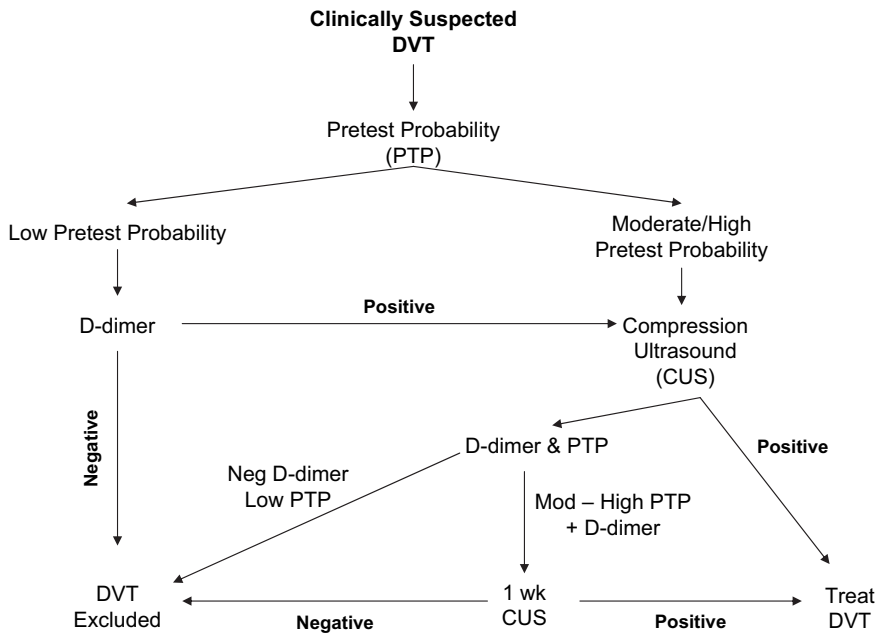 Clinically Suspected
DVT
Pretest Probability
(PTP)
Low Pretest Probability
Moderate/High
Pretest Probability
D-dimer
Positive
Compression
Ultrasound
(CUS)
Negative
D-dimer & PTP
Positive
Neg D-dimer
Low PTP
Mod – High PTP
+ D-dimer
DVT
Excluded
Negative
1 wk
CUS
Positive
Treat
DVT